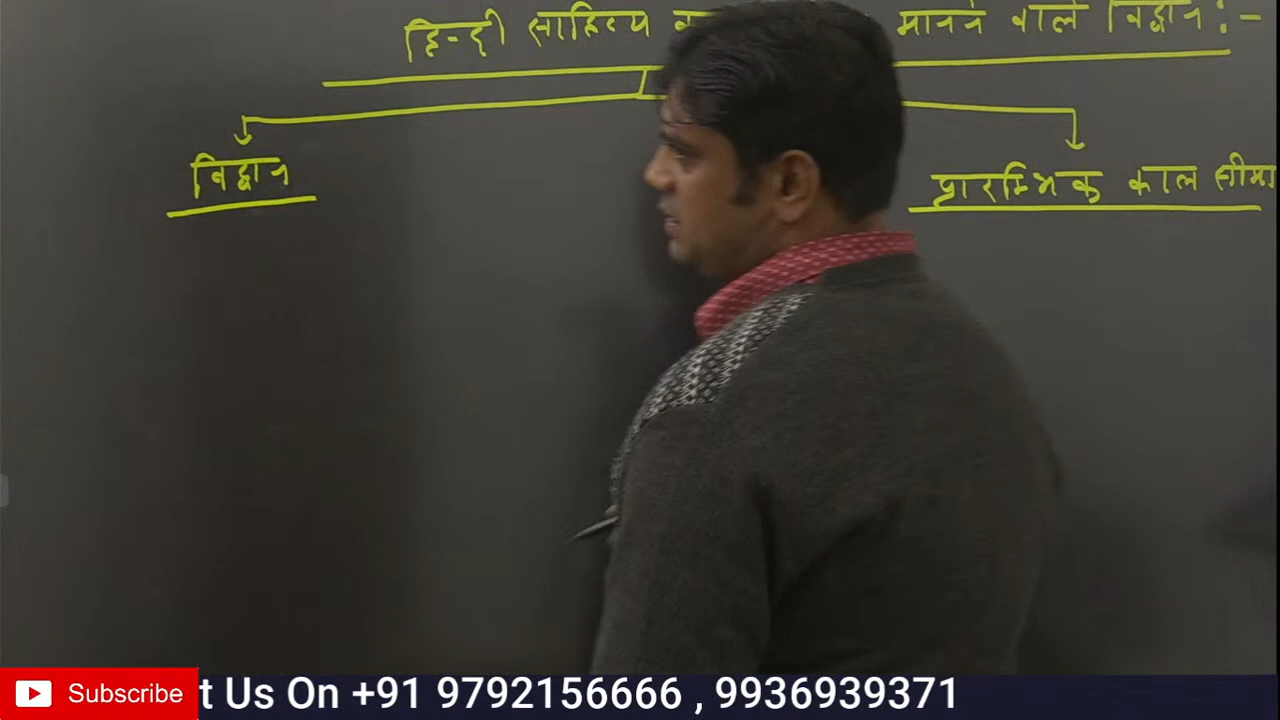 हिन्दी साहित्य का मानने वाले विद्वान :-
विद्वान
प्रारम्भिक काल सीमा
Subscribe
t Us On +91 9792156666 , 9936939371